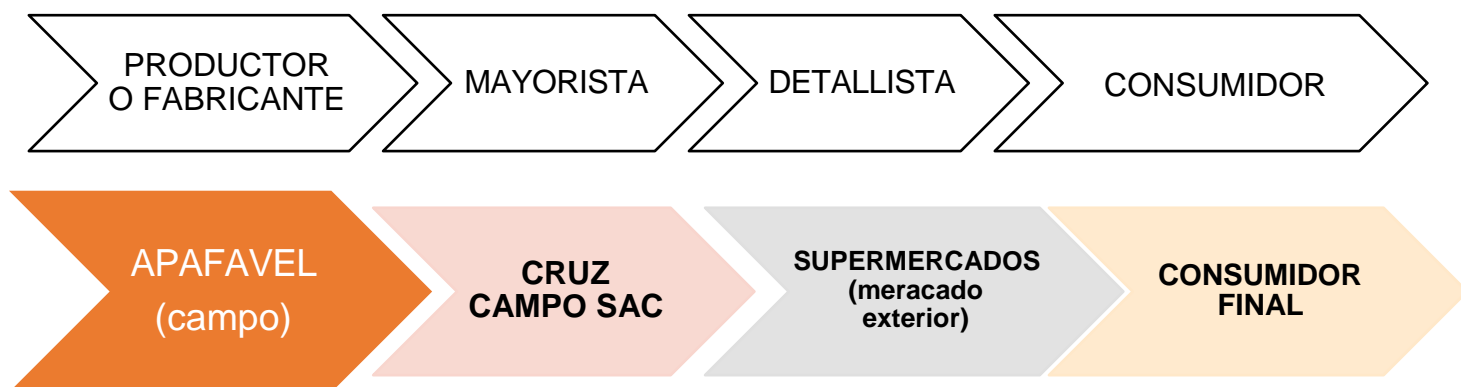 PRODUCTOR
O FABRICANTE
MAYORISTA
DETALLISTA
CONSUMIDOR
APAFAVEL
(campo)
CRUZ
CAMPO SAC
SUPERMERCADOS
(meracado
exterior)
CONSUMIDOR
FINAL